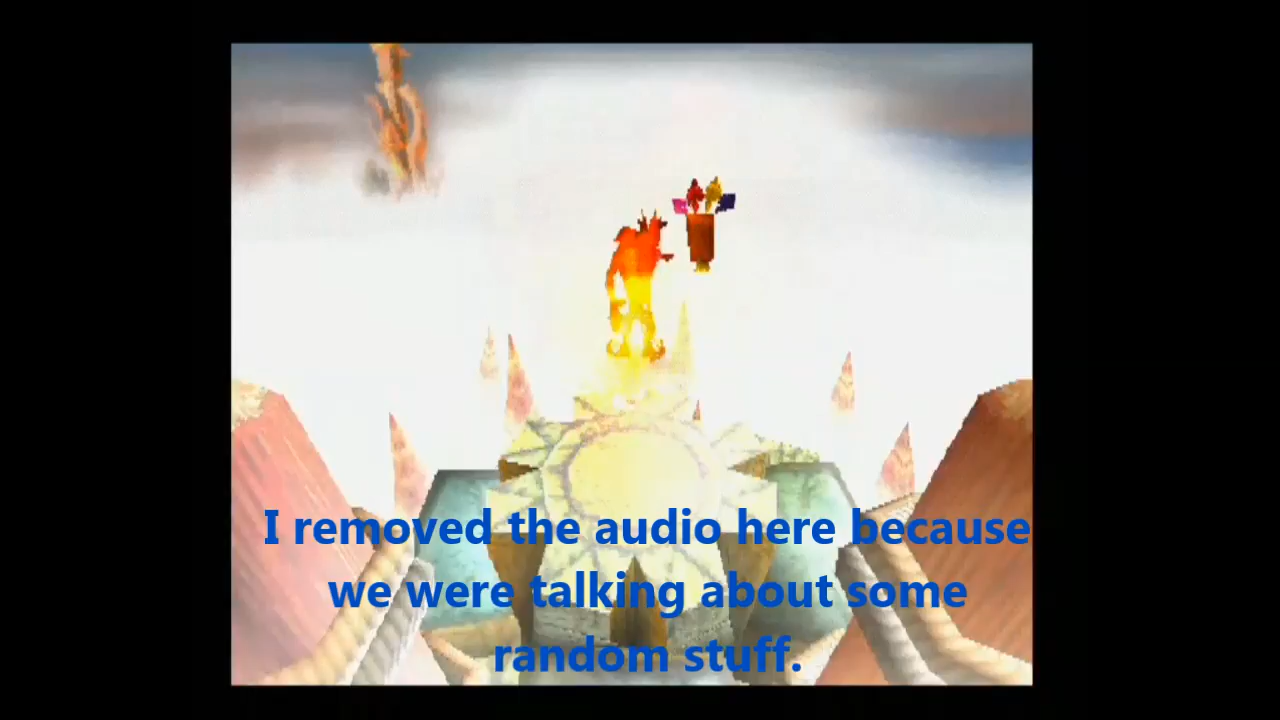 I removed the audio here because
we were talking about some
random stuff.